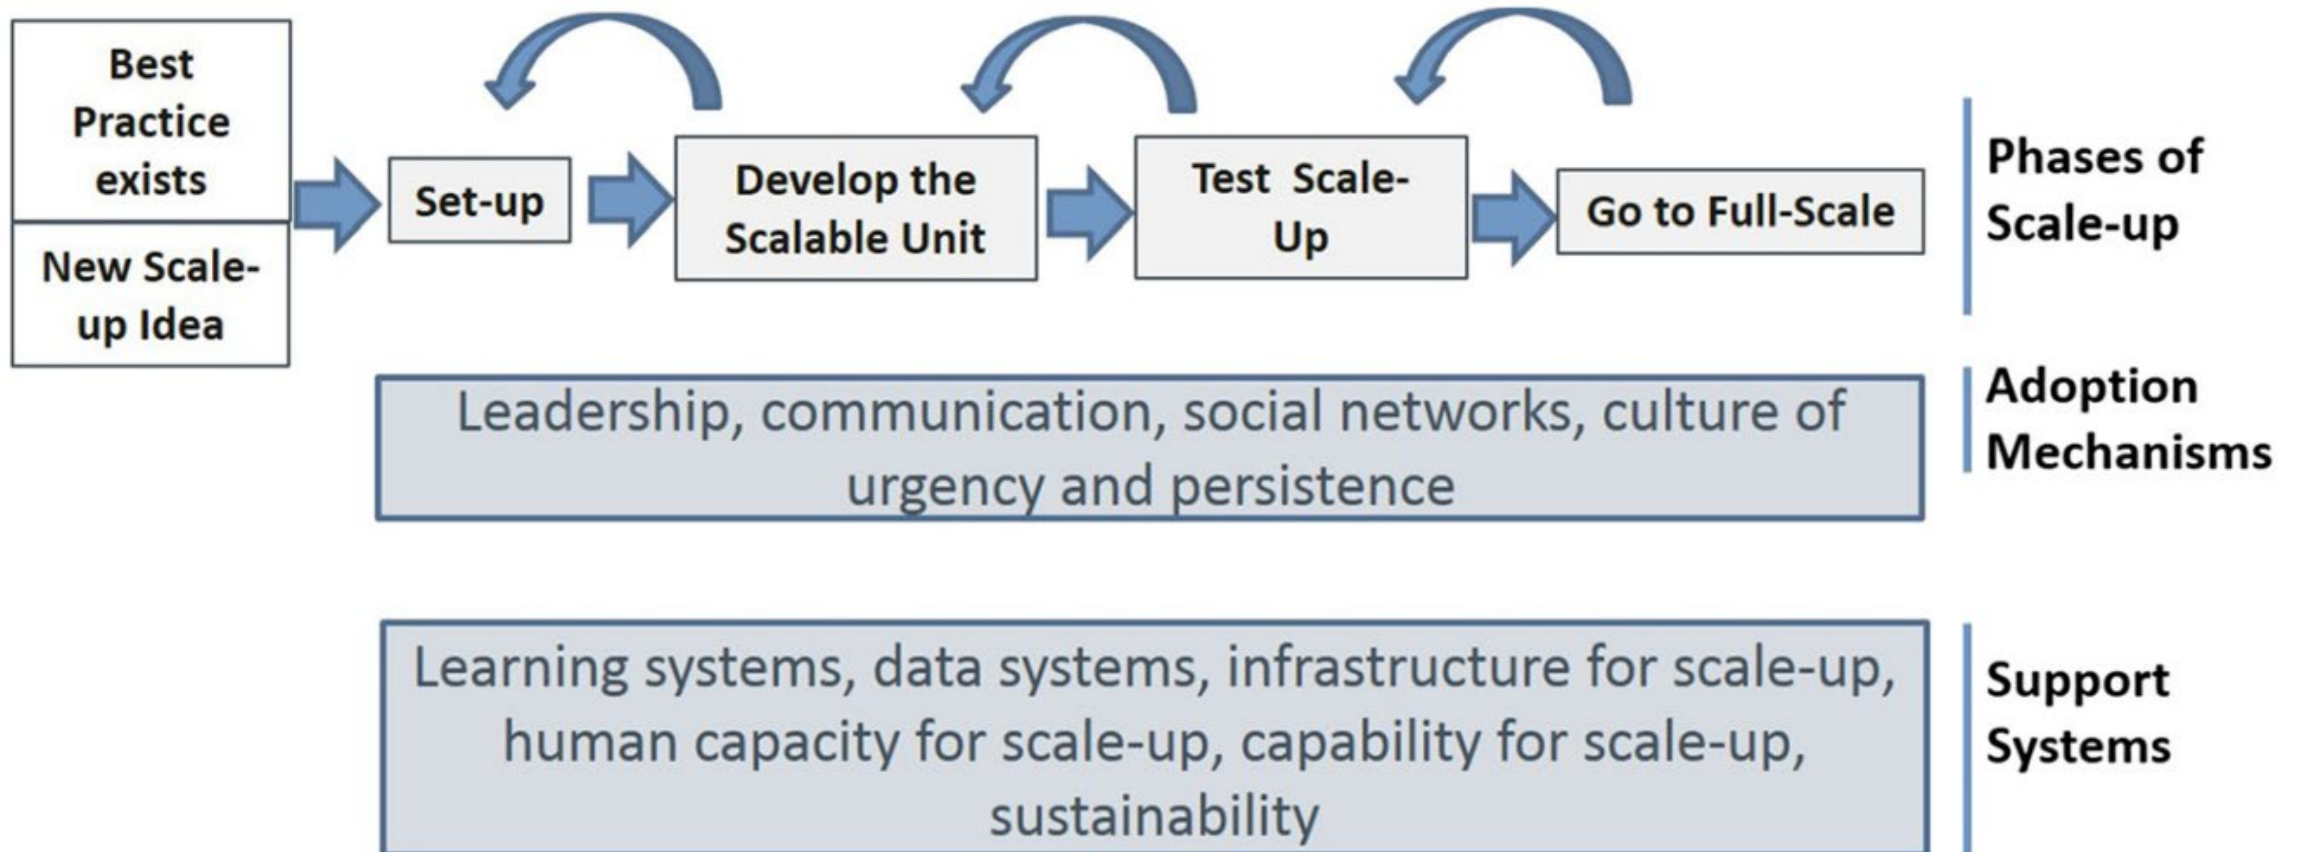 Best
Practice
exists
New Scale-
up Idea
Set-up
Develop the
Scalable Unit
Test Scale-
Up
Go to Full-Scale
Phases of
Scale-up
Leadership, communication, social networks, culture of
urgency and persistence
Adoption
Mechanisms
Learning systems, data systems, infrastructure for scale-up,
human capacity for scale-up, capability for scale-up,
sustainability
Support
Systems